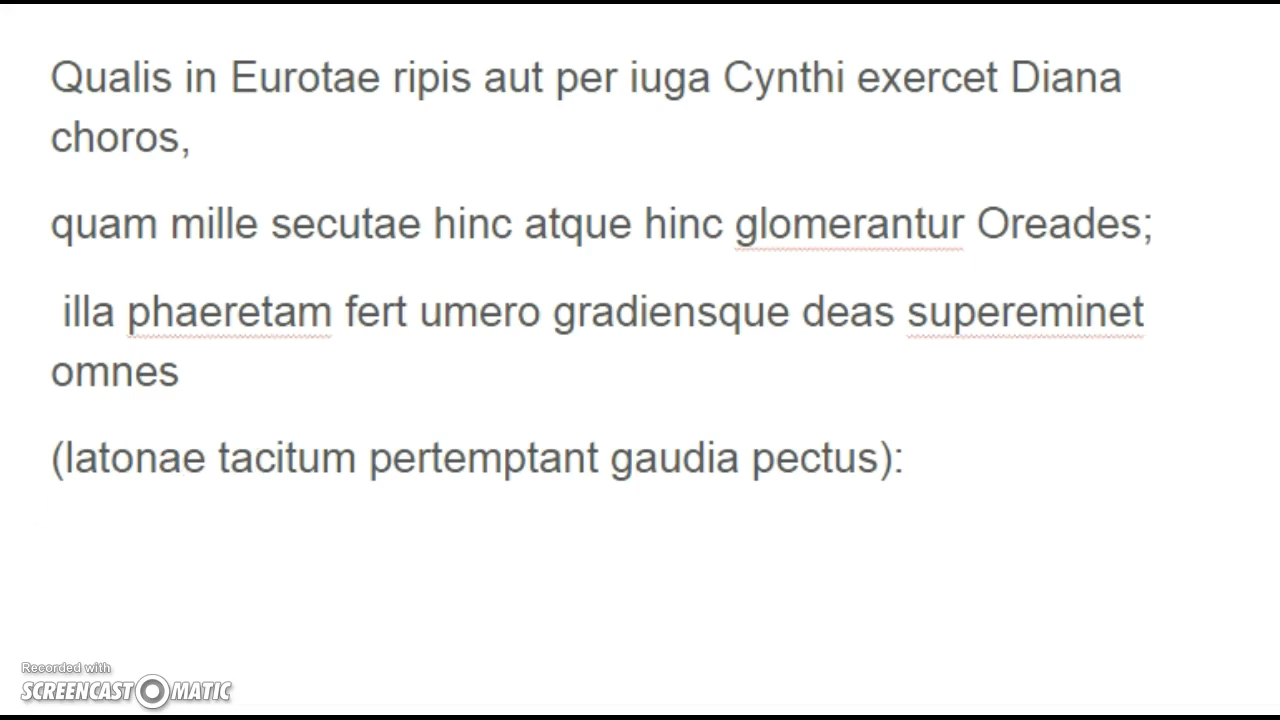 Qualis in Eurotae ripis aut per iuga Cynthi exercet Diana
choros,
quam mille secutae hinc atque hinc glomerantur Oreades;
illa phaeretam fert umero gradiensque deas supereminet
omnes
(latonae tacitum pertemptant gaudia pectus):
Recorded with
SCREENCAST O MATIC